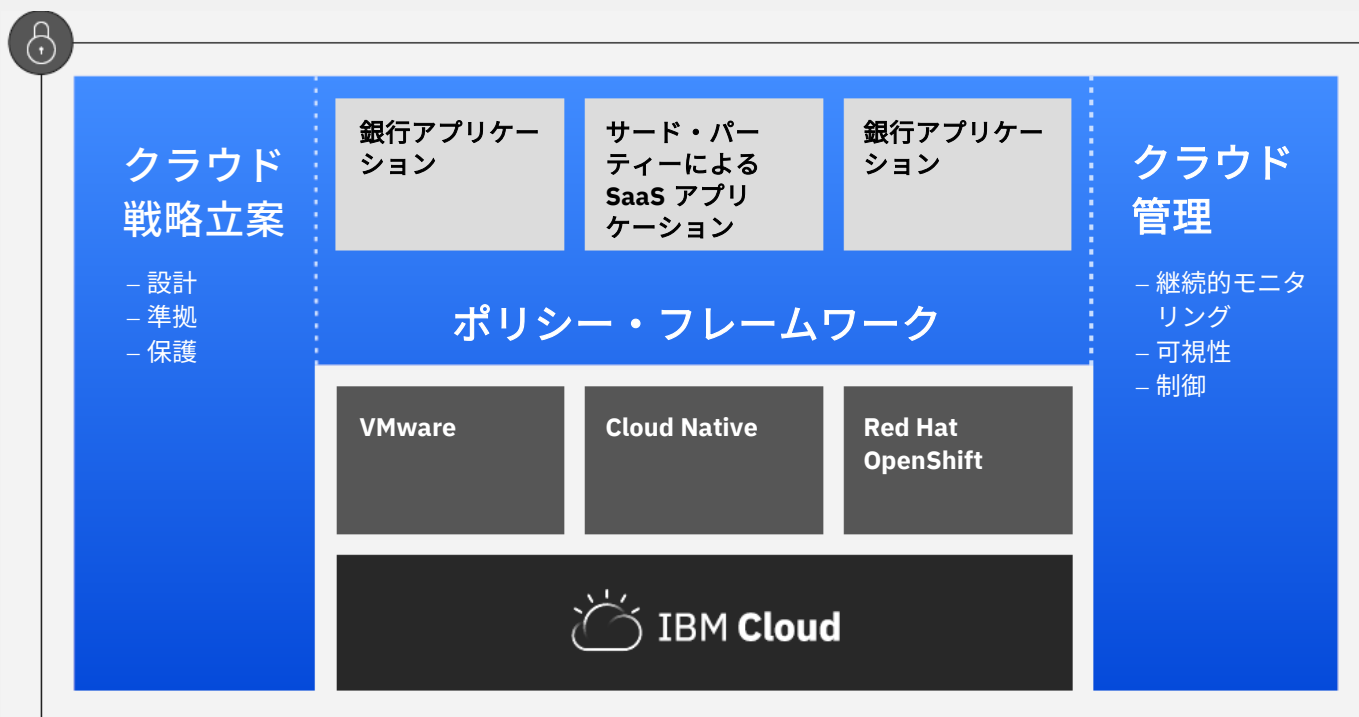 クラウド
戦略立案
– 設計
– 準拠
– 保護
銀行アプリケー
ション
サード・パー
ティーによる
SaaS アプリ
ケーション
銀行アプリケー
ション
ポリシー・フレームワーク
VMware
Cloud Native
Red Hat
OpenShift
IBM Cloud
クラウド
管理
– 継続的モニタ
リング
– 可視性
– 制御